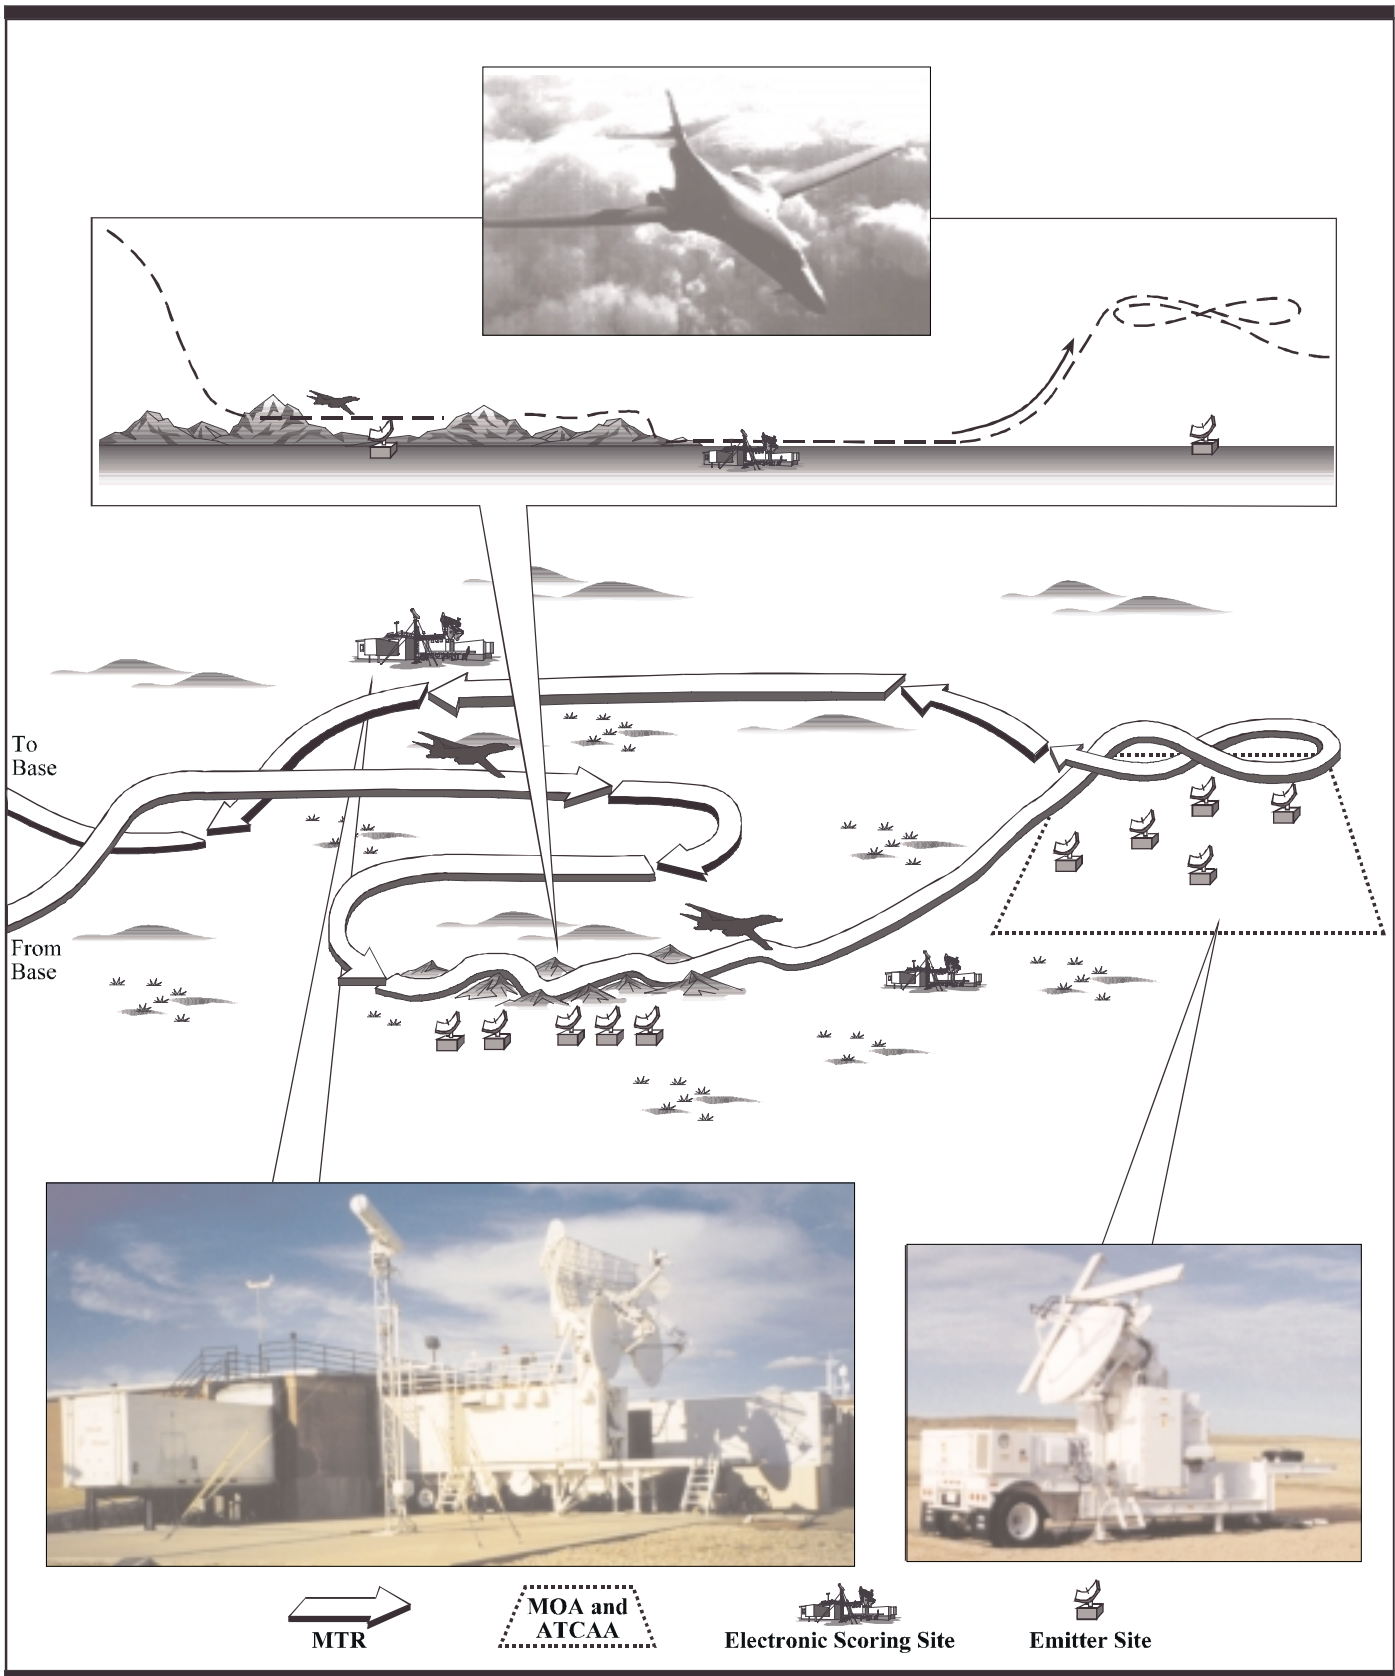 To
Base
From
Base
MTR
MOA and
ATCAA
Electronic Scoring Site
Emitter Site